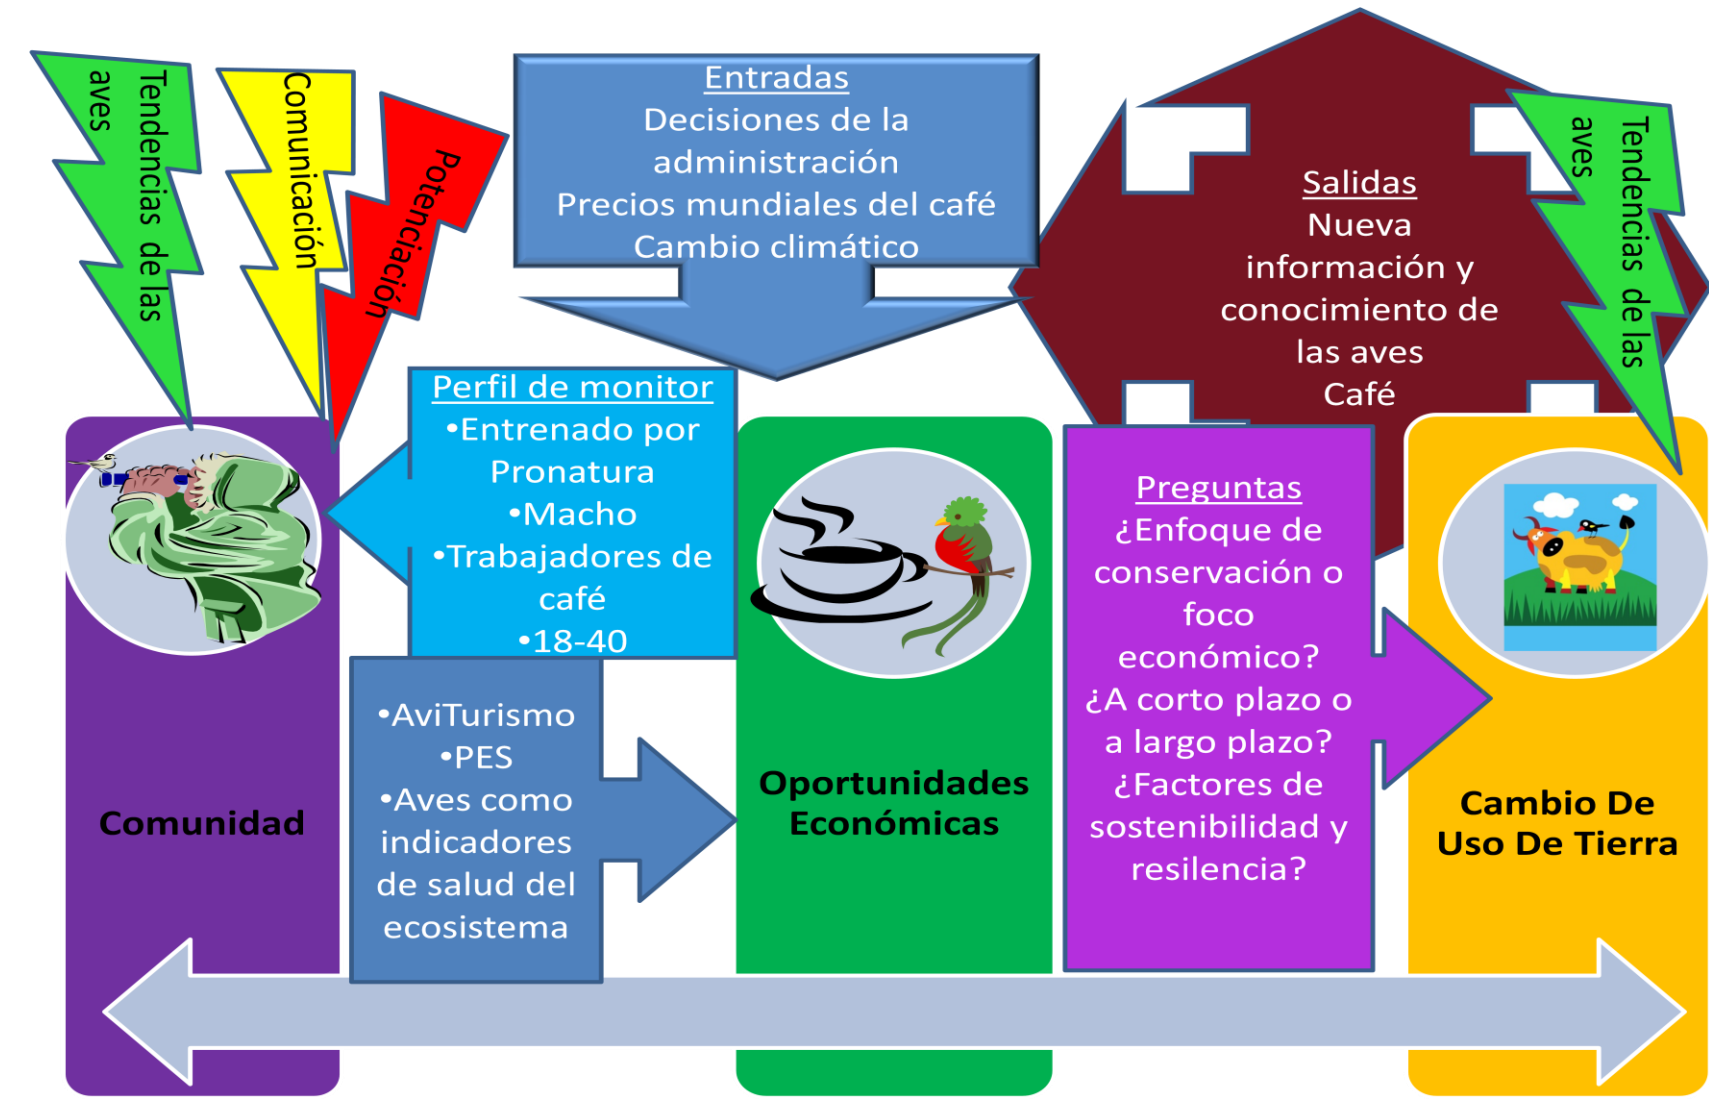 Tendencias de las
aves
Comunicación
Potenciación
Entradas
Decisiones de la
administración
Precios mundiales del café
Cambio climático
Salidas
Nueva
información y
conocimiento de
las aves
Café
Tendencias de las
aves
Perfil de monitor
•Entrenado por
Pronatura
•Macho
•Trabajadores de
café
•18-40
•AviTurismo
•PES
•Aves como
indicadores
de salud del
ecosistema
Preguntas
¿Enfoque de
conservación o
foco
económico?
¿A corto plazo o
a largo plazo?
¿Factores de
sostenibilidad y
resilencia?
Comunidad
Oportunidades
Económicas
Cambio De
Uso De Tierra